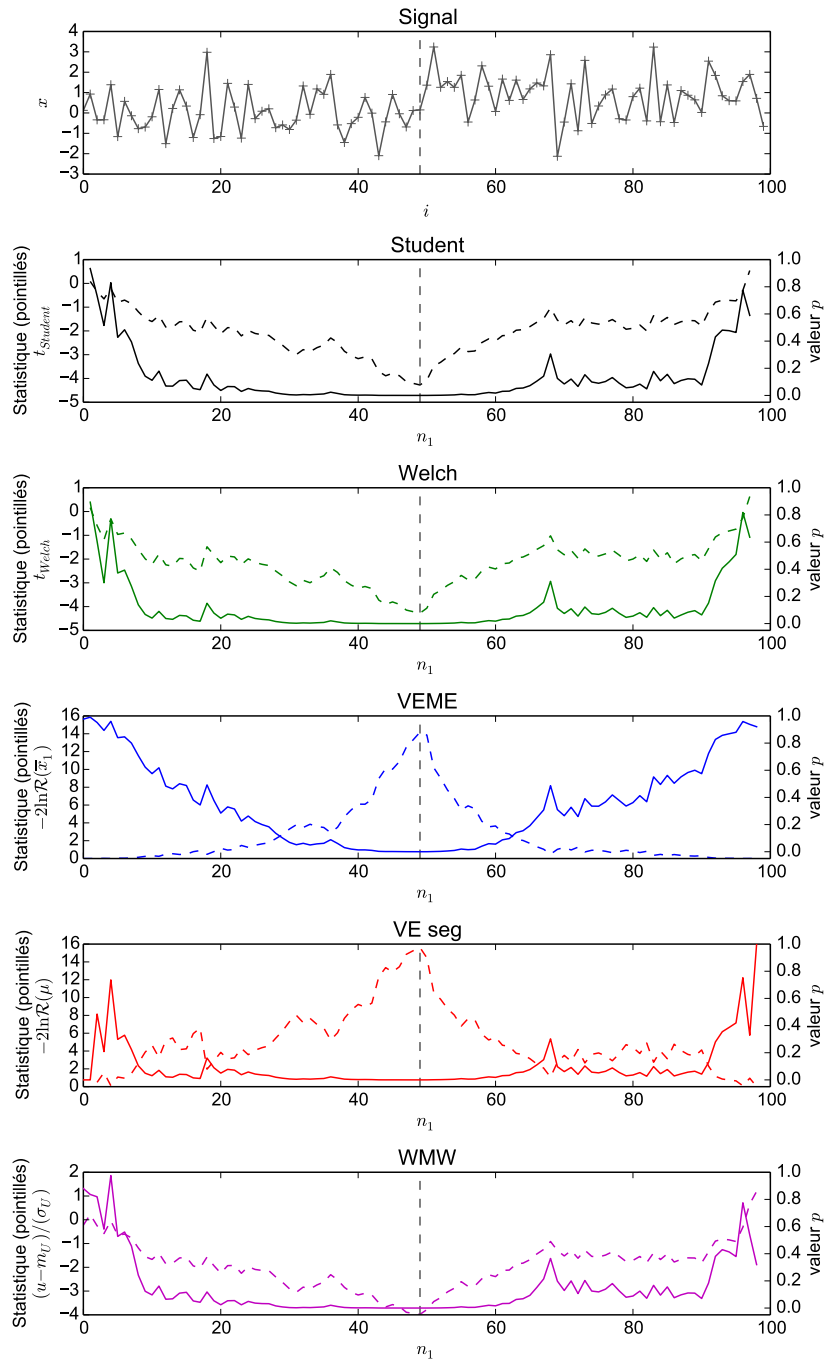 Signal
4
3
2
1
0
−1
−2
−3
x
0 20 40 60 80 100
i
Student
1
0
−1
−2
−3
−4
−5
Statistique (pointillés)
t_Student
1.0
0.8
0.6
0.4
0.2
0.0
valeur p
0 20 40 60 80 100
n₁
Welch
1
0
−1
−2
−3
−4
−5
Statistique (pointillés)
t_Welch
1.0
0.8
0.6
0.4
0.2
0.0
valeur p
0 20 40 60 80 100
n₁
VEME
16
14
12
10
8
6
4
2
0
Statistique (pointillés)
−2lnR(x̅₁)
1.0
0.8
0.6
0.4
0.2
0.0
valeur p
0 20 40 60 80 100
n₁
VE seg
16
14
12
10
8
6
4
2
0
Statistique (pointillés)
−2lnR(μ)
1.0
0.8
0.6
0.4
0.2
0.0
valeur p
0 20 40 60 80 100
n₁
WMW
2
1
0
−1
−2
−3
−4
Statistique (pointillés)
(u−m_U)/(σ_U)
1.0
0.8
0.6
0.4
0.2
0.0
valeur p
0 20 40 60 80 100
n₁